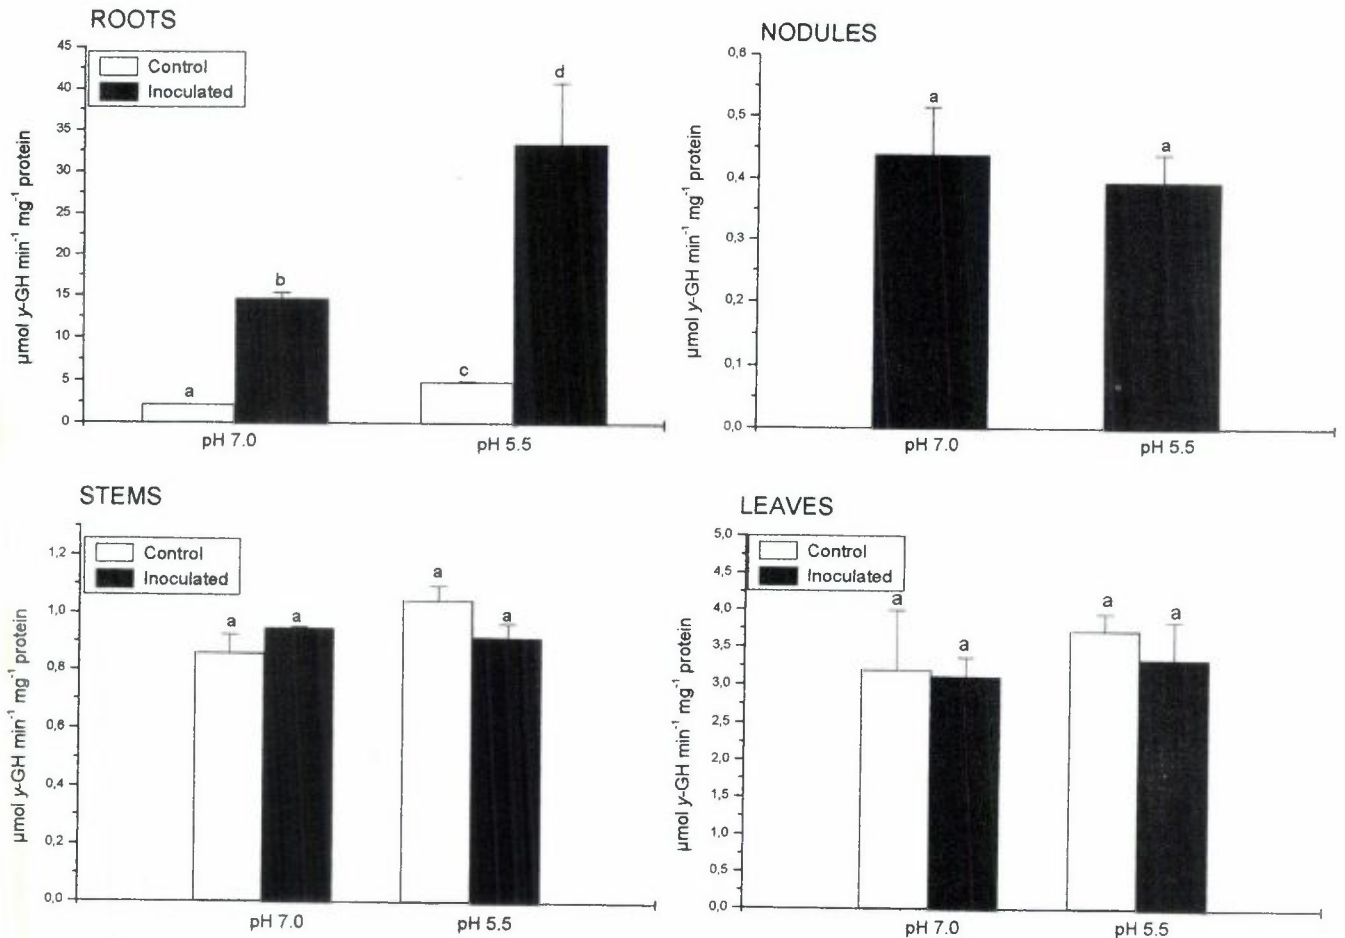 ROOTS
45
40
35
30
25
20
15
10
5
0
µmol y-GH min-1 mg-1 protein
Control
Inoculated
a
b
c
d
pH 7.0
pH 5.5
NODULES
0,6
0,5
0,4
0,3
0,2
0,1
0,0
µmol y-GH min-1 mg-1 protein
a
a
pH 7.0
pH 5.5
STEMS
1,2
1,0
0,8
0,6
0,4
0,2
0,0
µmol y-GH min-1 mg-1 protein
Control
Inoculated
a
a
a
a
pH 7.0
pH 5.5
LEAVES
5,0
4,5
4,0
3,5
3,0
2,5
2,0
1,5
1,0
0,5
0,0
µmol y-GH min-1 mg-1 protein
Control
Inoculated
a
a
a
a
pH 7.0
pH 5.5